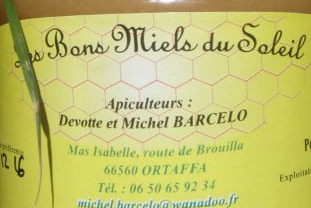 Les Bons Miels du Soleil
Apiculteurs :
Devotte et Michel BARCELO
Mas Isabelle, route de Brouilla
66560 ORTAFFA
Tél. : 06 50 65 92 34
michel.barcelo@wanadoo.fr